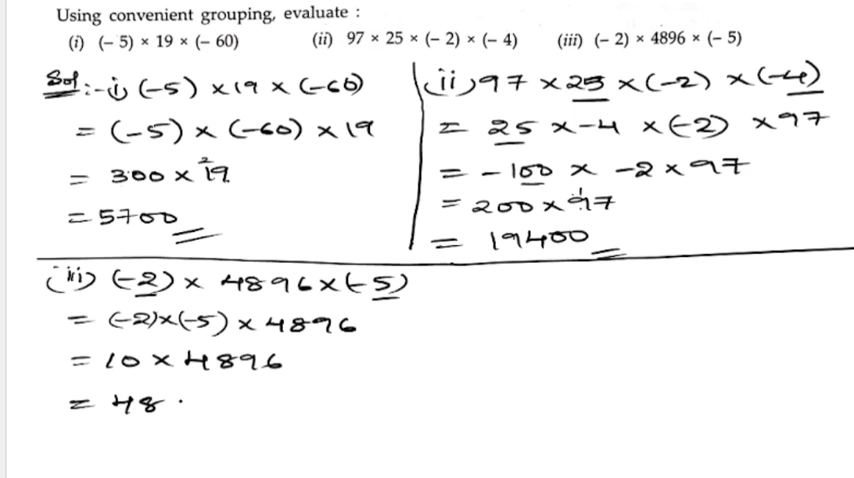 Using convenient grouping, evaluate :
(i) (– 5) × 19 × (– 60) (ii) 97 × 25 × (– 2) × (– 4) (iii) (– 2) × 4896 × (– 5)
Sol :- i) (-5) × 19 × (-60)
= (-5) × (-60) × 19
2
= 300 × 19
= 5700
(ii) 97 × 25 × (-2) × (-4)
= 25 × -4 × (-2) × 97
= - 100 × -2 × 97
1
= 200 × 97
= 19400
(iii) (-2) × 4896 × (-5)
= (-2) × (-5) × 4896
= 10 × 4896
= 48 .